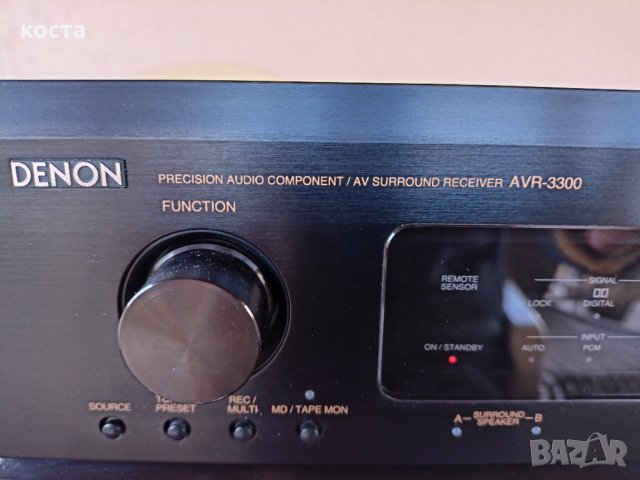 коста
DENON
PRECISION AUDIO COMPONENT / AV SURROUND RECEIVER AVR-3300
FUNCTION
REMOTE SENSOR
SIGNAL
LOCK DIGITAL
ON / STANDBY
INPUT
AUTO PCM
SOURCE
PRESET
REC / MULTI
MD / TAPE MON
A SURROUND SPEAKER B
BAZAR